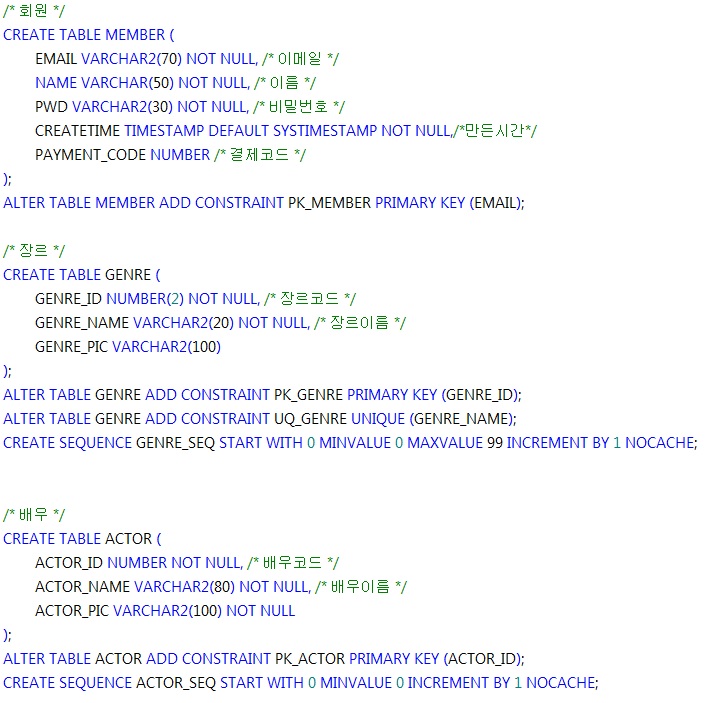 /* 회원 */
CREATE TABLE MEMBER (
EMAIL VARCHAR2(70) NOT NULL, /* 이메일 */
NAME VARCHAR(50) NOT NULL, /* 이름 */
PWD VARCHAR2(30) NOT NULL, /* 비밀번호 */
CREATETIME TIMESTAMP DEFAULT SYSTIMESTAMP NOT NULL,/*만든시간*/
PAYMENT_CODE NUMBER /* 결제코드 */
);
ALTER TABLE MEMBER ADD CONSTRAINT PK_MEMBER PRIMARY KEY (EMAIL);
/* 장르 */
CREATE TABLE GENRE (
GENRE_ID NUMBER(2) NOT NULL, /* 장르코드 */
GENRE_NAME VARCHAR2(20) NOT NULL, /* 장르이름 */
GENRE_PIC VARCHAR2(100)
);
ALTER TABLE GENRE ADD CONSTRAINT PK_GENRE PRIMARY KEY (GENRE_ID);
ALTER TABLE GENRE ADD CONSTRAINT UQ_GENRE UNIQUE (GENRE_NAME);
CREATE SEQUENCE GENRE_SEQ START WITH 0 MINVALUE 0 MAXVALUE 99 INCREMENT BY 1 NOCACHE;
/* 배우 */
CREATE TABLE ACTOR (
ACTOR_ID NUMBER NOT NULL, /* 배우코드 */
ACTOR_NAME VARCHAR2(80) NOT NULL, /* 배우이름 */
ACTOR_PIC VARCHAR2(100) NOT NULL
);
ALTER TABLE ACTOR ADD CONSTRAINT PK_ACTOR PRIMARY KEY (ACTOR_ID);
CREATE SEQUENCE ACTOR_SEQ START WITH 0 MINVALUE 0 INCREMENT BY 1 NOCACHE;